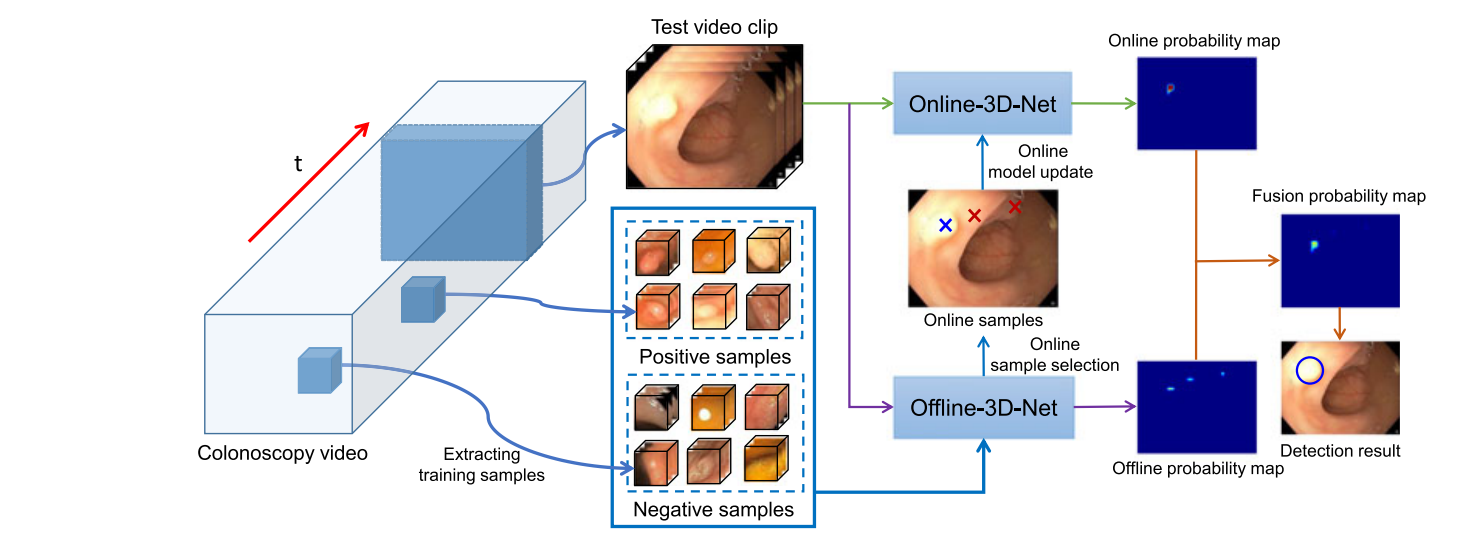 Test video clip
Online probability map
Online-3D-Net
t
Online
model update
Fusion probability map
Online samples
Positive samples
Online
sample selection
Offline-3D-Net
Colonoscopy video
Extracting
training samples
Offline probability map
Detection result
Negative samples